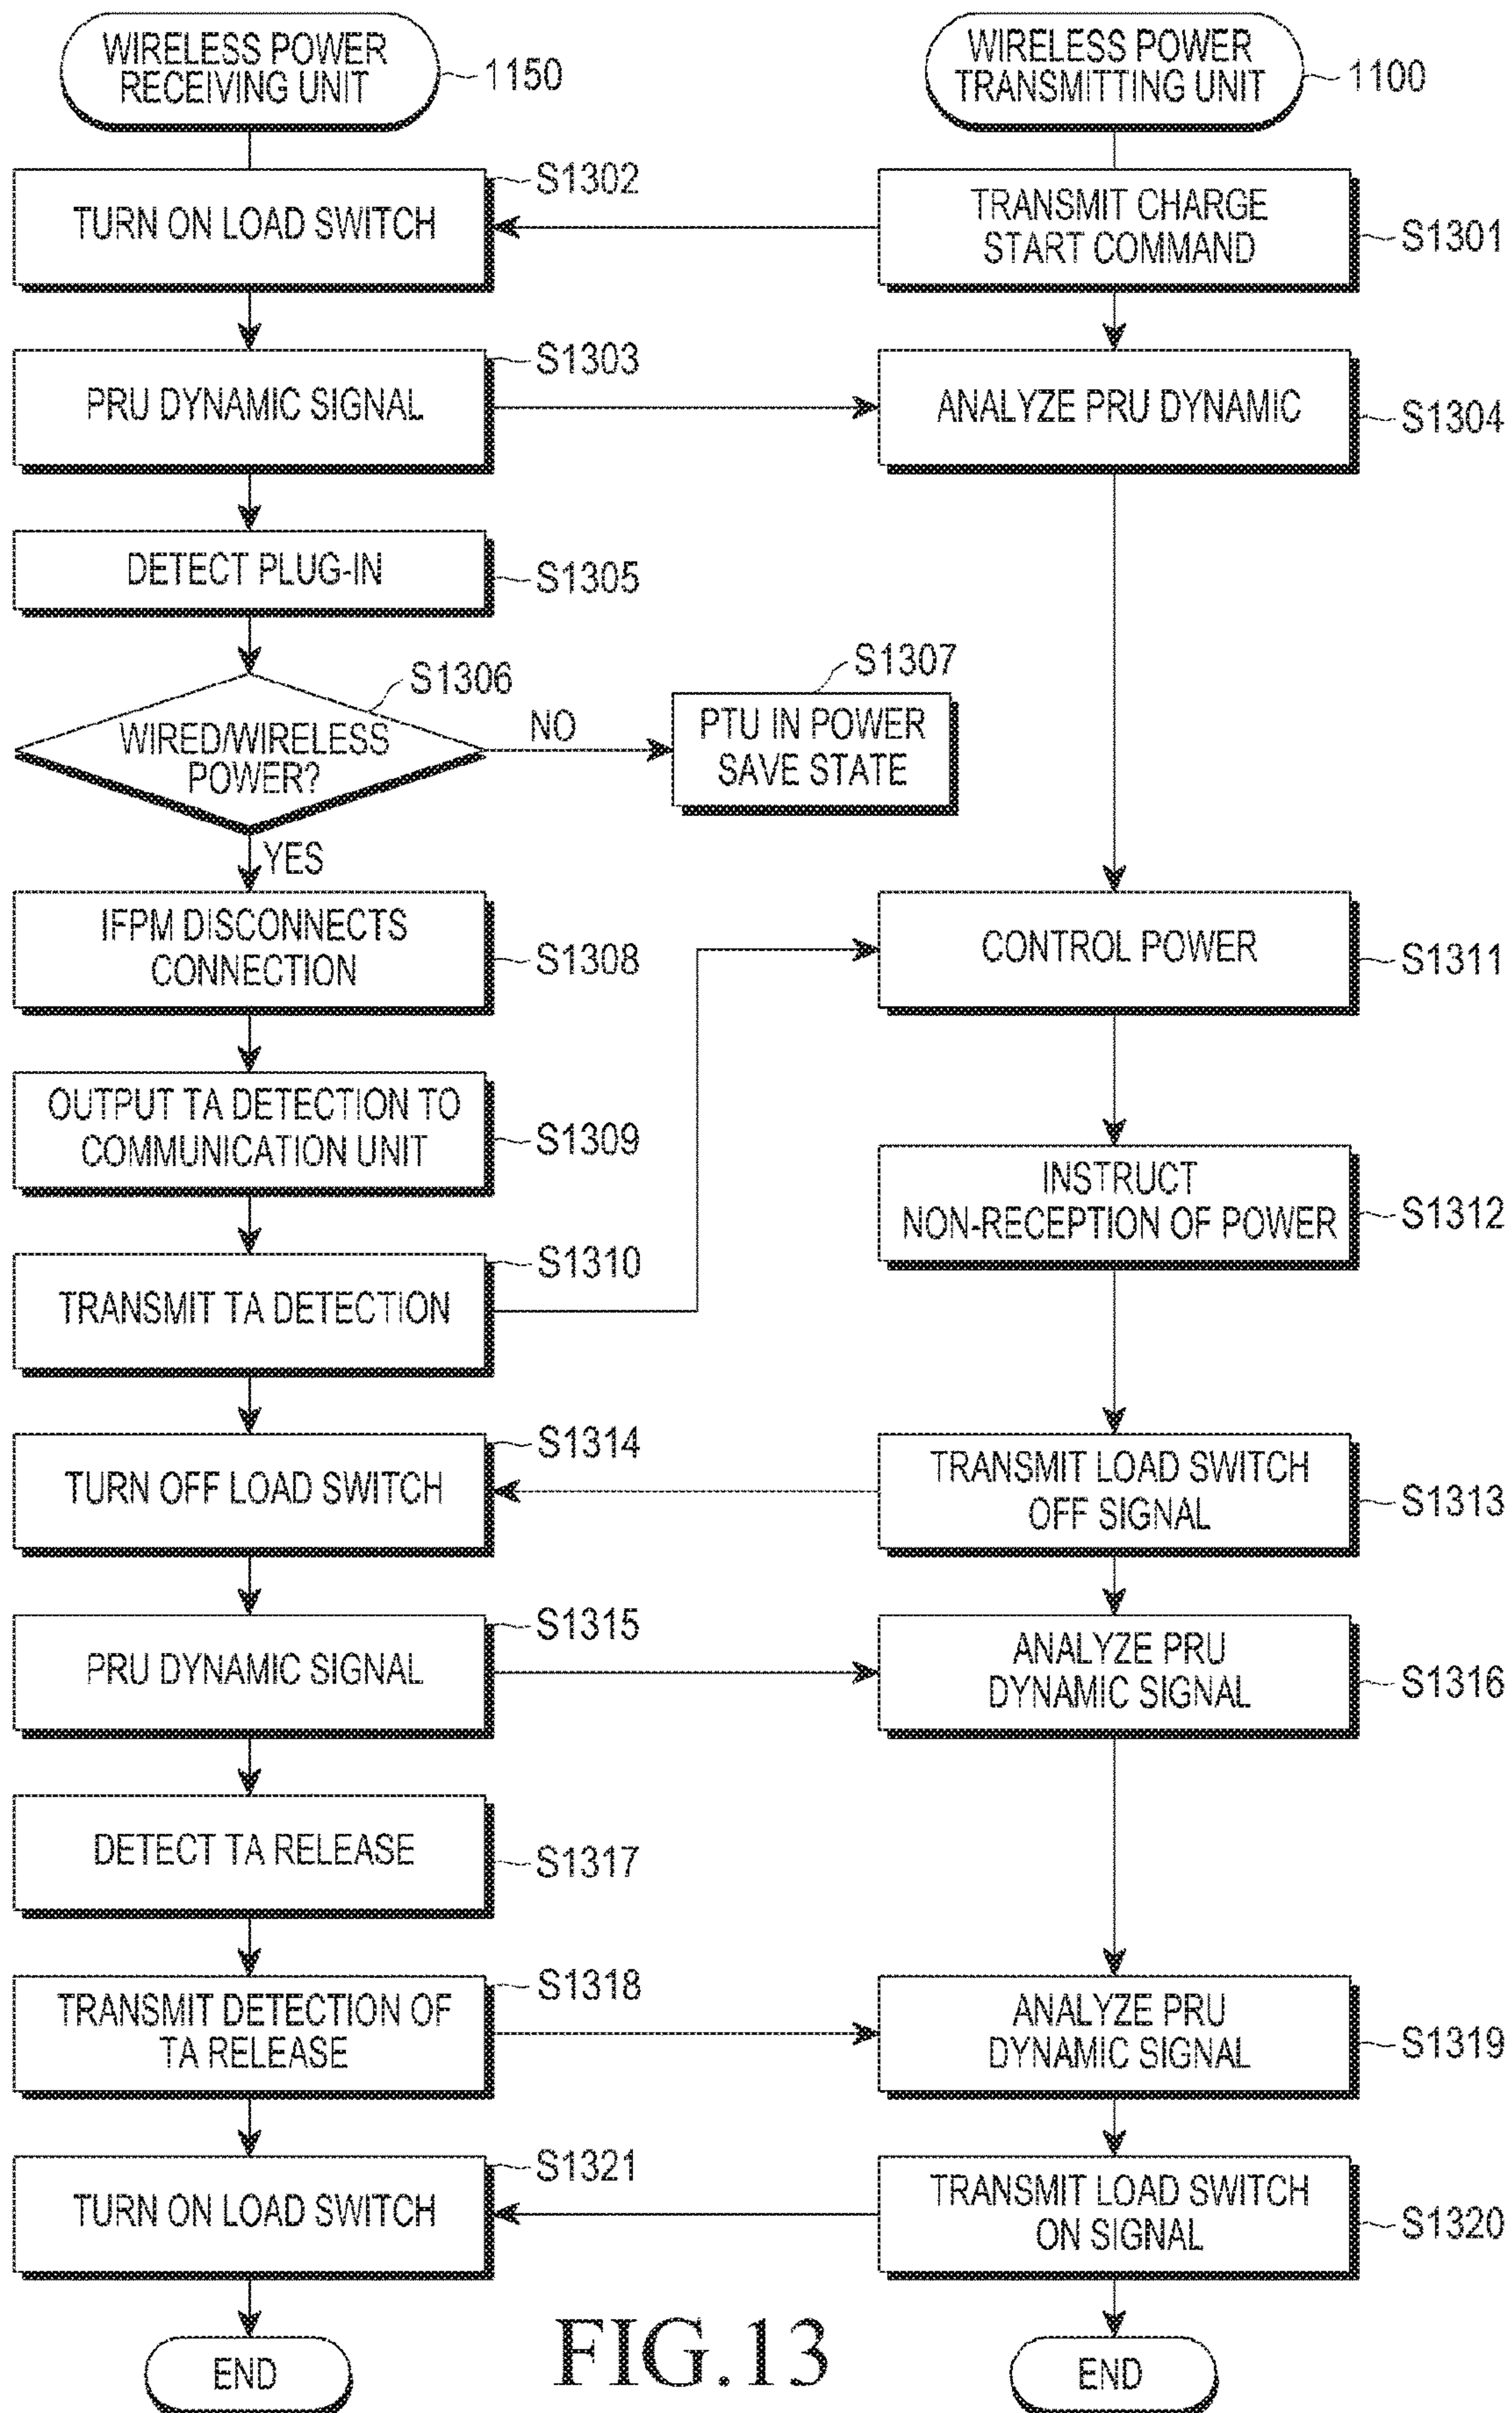 WIRELESS POWER
RECEIVING UNIT
1150
WIRELESS POWER
TRANSMITTING UNIT
1100
S1302
TURN ON LOAD SWITCH
TRANSMIT CHARGE
START COMMAND
S1301
S1303
PRU DYNAMIC SIGNAL
ANALYZE PRU DYNAMIC
S1304
DETECT PLUG-IN
S1305
S1306
WIRED/WIRELESS
POWER?
NO
S1307
PTU IN POWER
SAVE STATE
YES
IFPM DISCONNECTS
CONNECTION
S1308
CONTROL POWER
S1311
OUTPUT TA DETECTION TO
COMMUNICATION UNIT
S1309
INSTRUCT
NON-RECEPTION OF POWER
S1312
S1310
TRANSMIT TA DETECTION
S1314
TURN OFF LOAD SWITCH
TRANSMIT LOAD SWITCH
OFF SIGNAL
S1313
S1315
PRU DYNAMIC SIGNAL
ANALYZE PRU
DYNAMIC SIGNAL
S1316
DETECT TA RELEASE
S1317
S1318
TRANSMIT DETECTION OF
TA RELEASE
ANALYZE PRU
DYNAMIC SIGNAL
S1319
S1321
TURN ON LOAD SWITCH
TRANSMIT LOAD SWITCH
ON SIGNAL
S1320
END
FIG.13
END